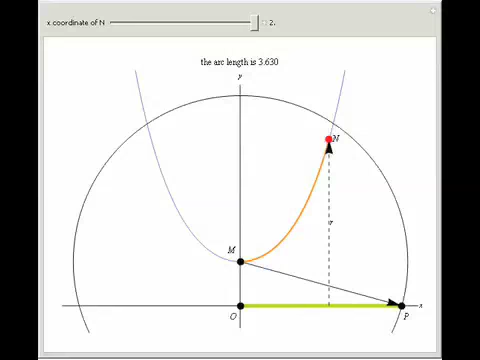 x coordinate of N 2.
the arc length is 3.630
y
N
r
M
x
O
P